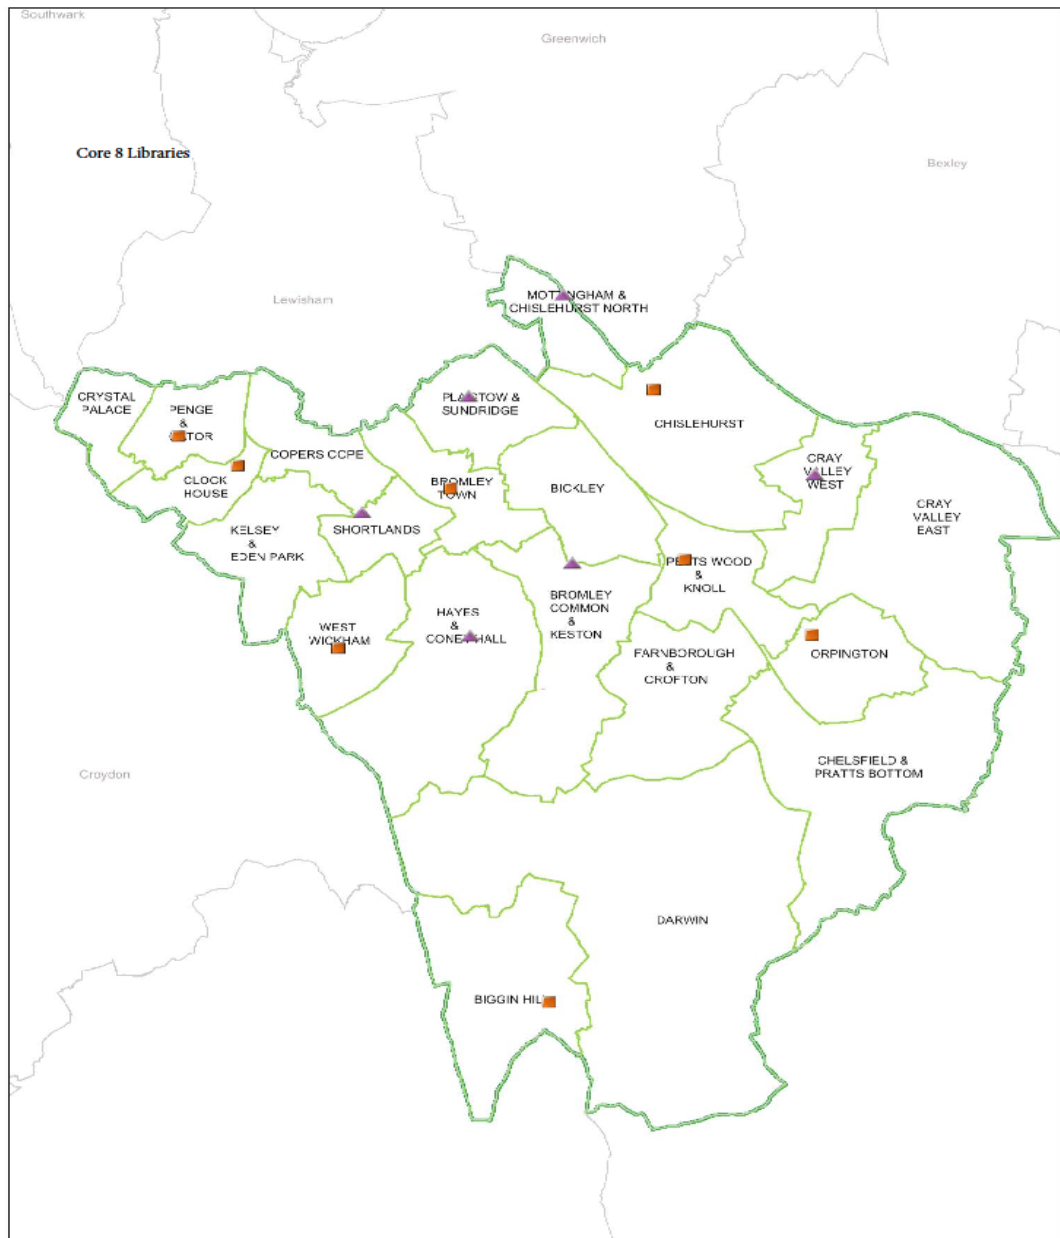 Southwark
Greenwich
Core 8 Libraries
Bexley
Lewisham
MOTTINGHAM &
CHISLEHURST NORTH
CRYSTAL
PALACE
PENGE
&
PLAISTOW &
SUNDRIDGE
CHISLEHURST
COPERS CCPE
CLOCK
HOUSE
BROMLEY
TOWN
BICKLEY
CRAY
VALLEY
WEST
CRAY
VALLEY
EAST
KELSEY
&
EDEN PARK
SHORTLANDS
PETTS WOOD
&
KNOLL
BROMLEY
COMMON
&
KESTON
HAYES
&
CONEY HALL
WEST
WICKHAM
FARNBOROUGH
&
CROFTON
ORPINGTON
CHELSFIELD &
PRATTS BOTTOM
Croydon
DARWIN
BIGGIN HILL